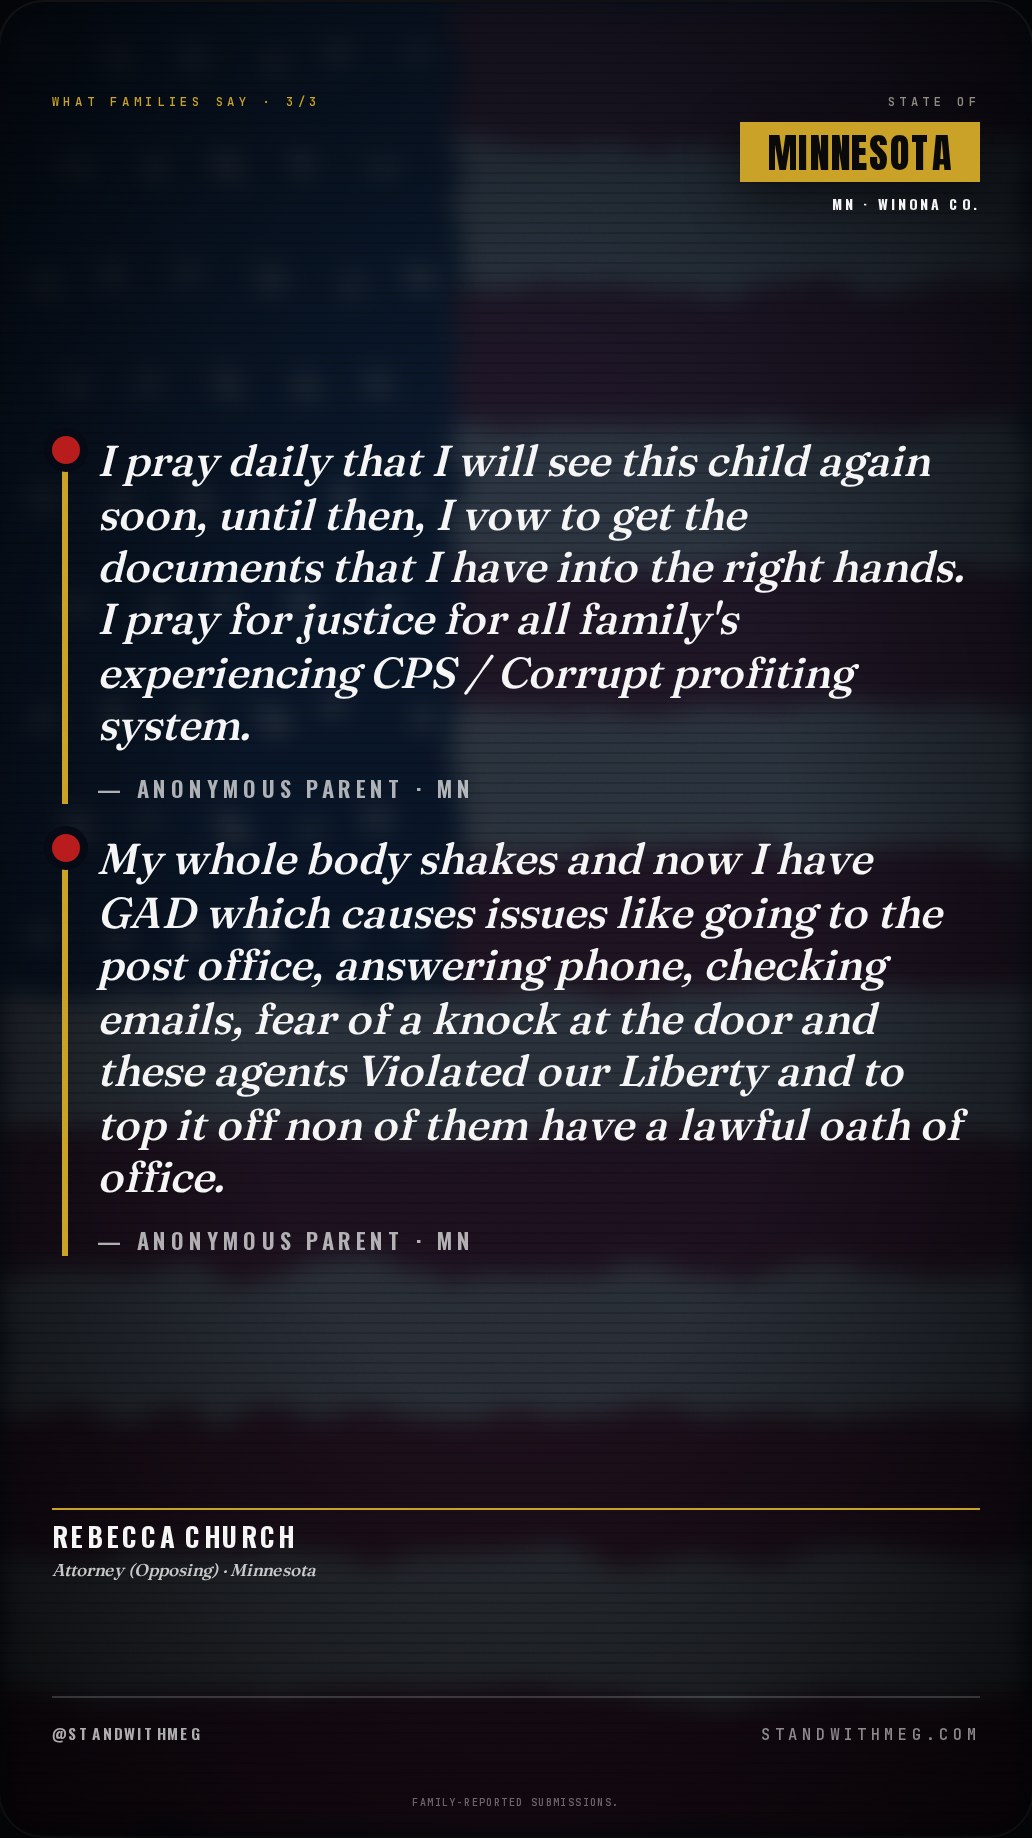 WHAT FAMILIES SAY · 3/3
STATE OF
MINNESOTA
MN · WINONA CO.
I pray daily that I will see this child again
soon, until then, I vow to get the
documents that I have into the right hands.
I pray for justice for all family's
experiencing CPS / Corrupt profiting
system.
— ANONYMOUS PARENT · MN
My whole body shakes and now I have
GAD which causes issues like going to the
post office, answering phone, checking
emails, fear of a knock at the door and
these agents Violated our Liberty and to
top it off non of them have a lawful oath of
office.
— ANONYMOUS PARENT · MN
REBECCA CHURCH
Attorney (Opposing) · Minnesota
@STANDWITHMEG
STANDWITHMEG.COM
FAMILY-REPORTED SUBMISSIONS.